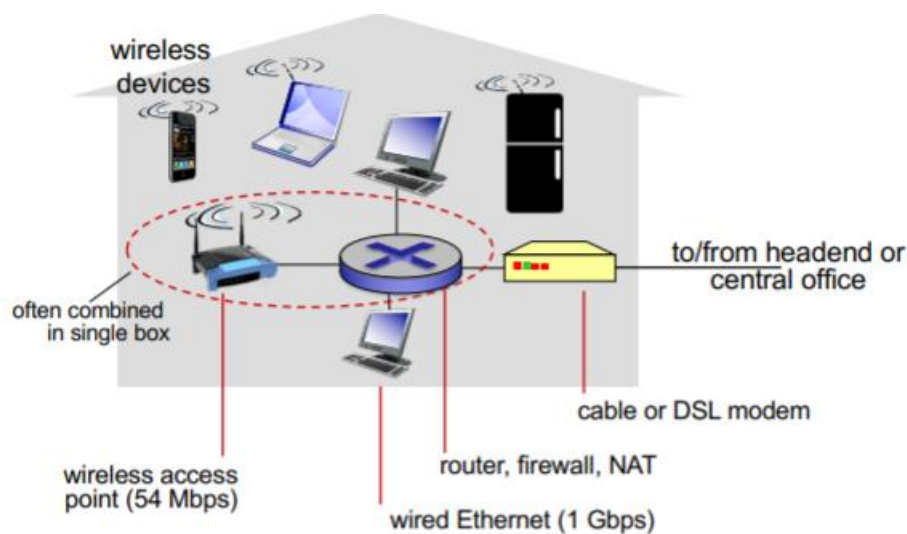 wireless
devices
to/from headend or
central office
often combined
in single box
cable or DSL modem
wireless access
point (54 Mbps)
router, firewall, NAT
wired Ethernet (1 Gbps)